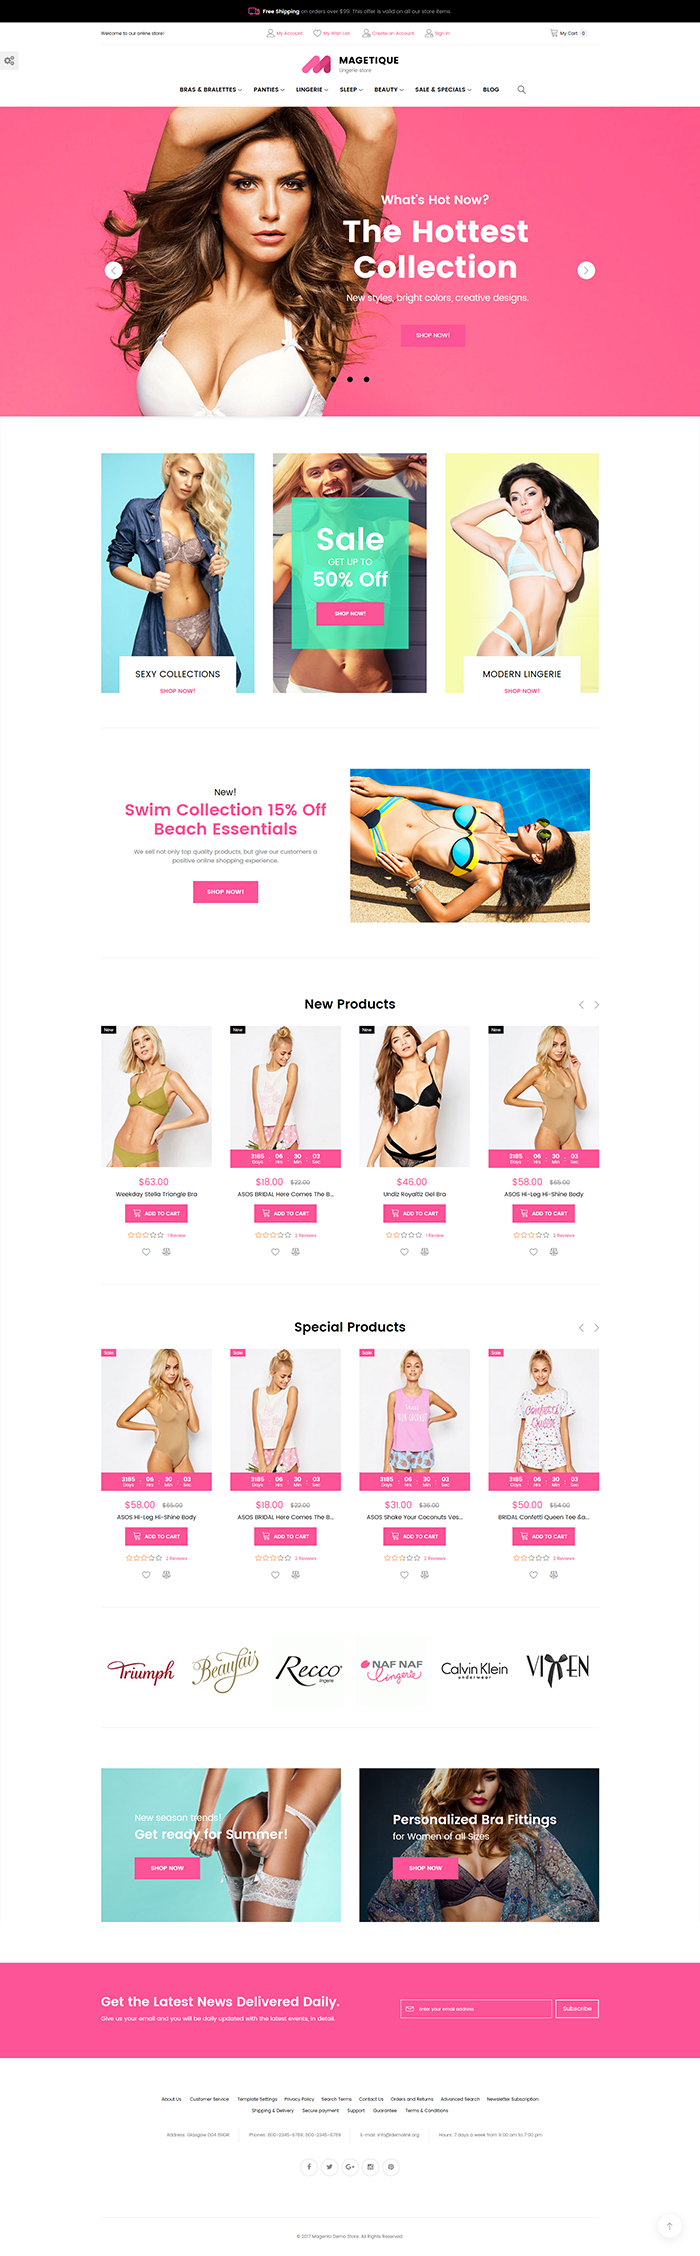 Free Shipping on orders over $99. This offer is valid on all our store items.
Welcome to our online store!
My Account
My Wish List
Create an Account
Sign In
My Cart 0
MAGETIQUE
Lingerie store
BRAS & BRALETTES
PANTIES
LINGERIE
SLEEP
BEAUTY
SALE & SPECIALS
BLOG
What's Hot Now?
The Hottest
Collection
New styles, bright colors, creative designs.
SHOP NOW!
SEXY COLLECTIONS
SHOP NOW!
Sale
GET UP TO
50% Off
SHOP NOW!
MODERN LINGERIE
SHOP NOW!
New!
Swim Collection 15% Off
Beach Essentials
We sell not only top quality products, but give our customers a
positive online shopping experience.
SHOP NOW!
New Products
New
$63.00
Weekday Stella Triangle Bra
ADD TO CART
1 Review
New
3185 : 06 : 30 : 03
Days Hrs Min Sec
$18.00 $22.00
ASOS BRIDAL Here Comes The B...
ADD TO CART
2 Reviews
New
$46.00
Undiz Royaltiz Gel Bra
ADD TO CART
1 Review
New
3185 : 06 : 30 : 03
Days Hrs Min Sec
$58.00 $65.00
ASOS Hi-Leg Hi-Shine Body
ADD TO CART
2 Reviews
Special Products
Sale
3185 : 06 : 30 : 03
Days Hrs Min Sec
$58.00 $65.00
ASOS Hi-Leg Hi-Shine Body
ADD TO CART
2 Reviews
Sale
3185 : 06 : 30 : 03
Days Hrs Min Sec
$18.00 $22.00
ASOS BRIDAL Here Comes The B...
ADD TO CART
2 Reviews
Sale
3185 : 06 : 30 : 03
Days Hrs Min Sec
$31.00 $36.00
ASOS Shake Your Coconuts Ves...
ADD TO CART
2 Reviews
Sale
Confetti
Queen
3185 : 06 : 30 : 03
Days Hrs Min Sec
$50.00 $54.00
BRIDAL Confetti Queen Tee &a...
ADD TO CART
2 Reviews
Triumph
Beaufais
Recco
lingerie
NAF NAF
lingerie
Calvin Klein
underwear
VIXEN
New season trends!
Get ready for Summer!
SHOP NOW
Personalized Bra Fittings
for Women of all Sizes
SHOP NOW
Get the Latest News Delivered Daily.
Give us your email and you will be daily updated with the latest events, in detail.
Enter your email address
Subscribe
About Us
Customer Service
Template Settings
Privacy Policy
Search Terms
Contact Us
Orders and Returns
Advanced Search
Newsletter Subscription
Shipping & Delivery
Secure payment
Support
Guarantee
Terms & Conditions
Address: Glasgow D04 89GR
Phones: 800-2345-6789, 800-2345-6789
E-mail: info@demolink.org
Hours: 7 days a week from 9:00 am to 7:00 pm
© 2017 Magento Demo Store. All Rights Reserved.